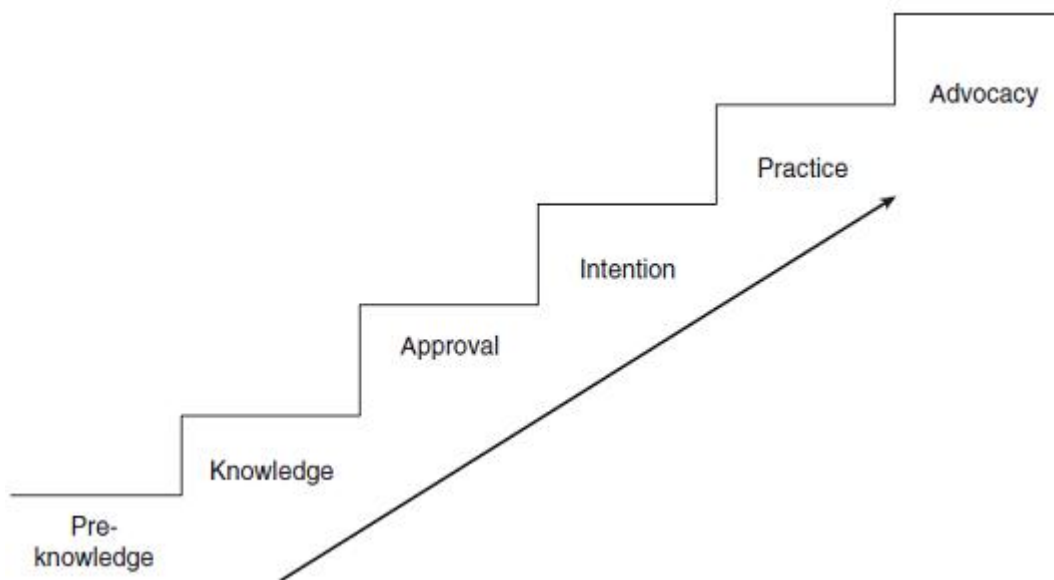 Advocacy
Practice
Intention
Approval
Knowledge
Pre-
knowledge